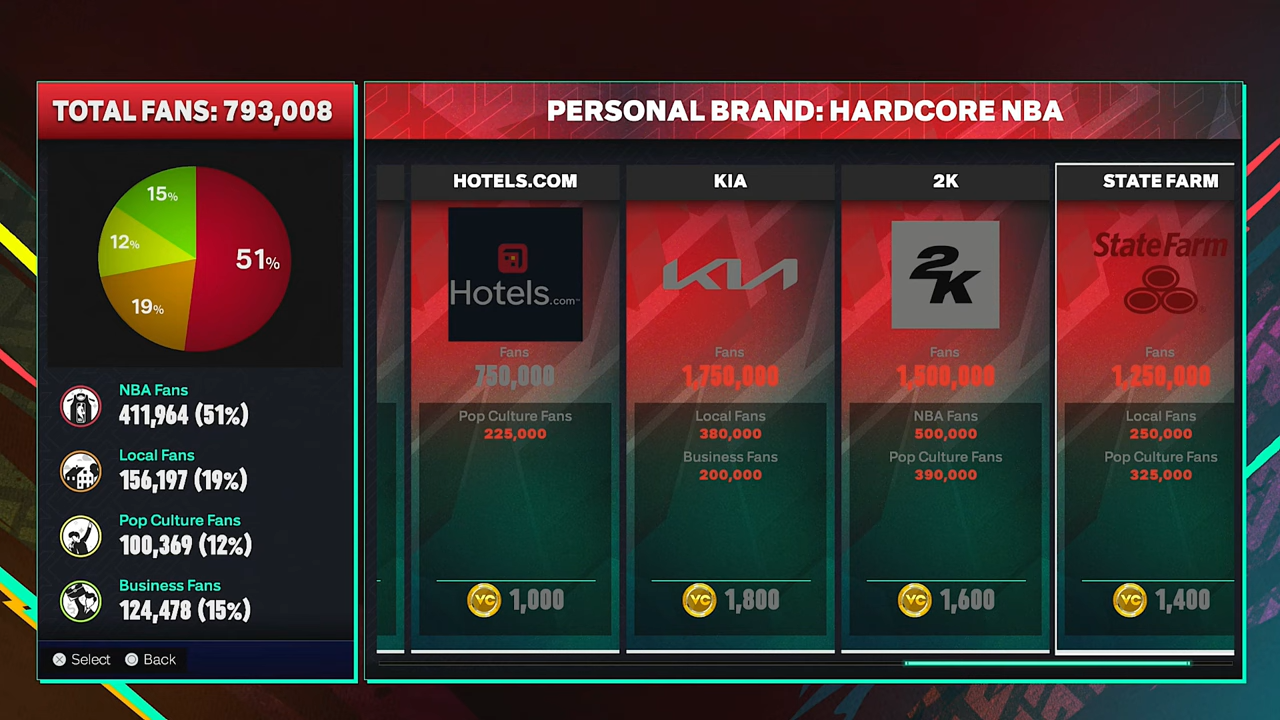 TOTAL FANS: 793,008
15%
12%
51%
19%
NBA Fans
411,964 (51%)
Local Fans
156,197 (19%)
Pop Culture Fans
100,369 (12%)
Business Fans
124,478 (15%)
Select
Back
PERSONAL BRAND: HARDCORE NBA
HOTELS.COM
Hotels.com
Fans
750,000
Pop Culture Fans
225,000
VC 1,000
KIA
KIA
Fans
1,750,000
Local Fans
380,000
Business Fans
200,000
VC 1,800
2K
2K
Fans
1,500,000
NBA Fans
500,000
Pop Culture Fans
390,000
VC 1,600
STATE FARM
StateFarm
Fans
1,250,000
Local Fans
250,000
Pop Culture Fans
325,000
VC 1,400